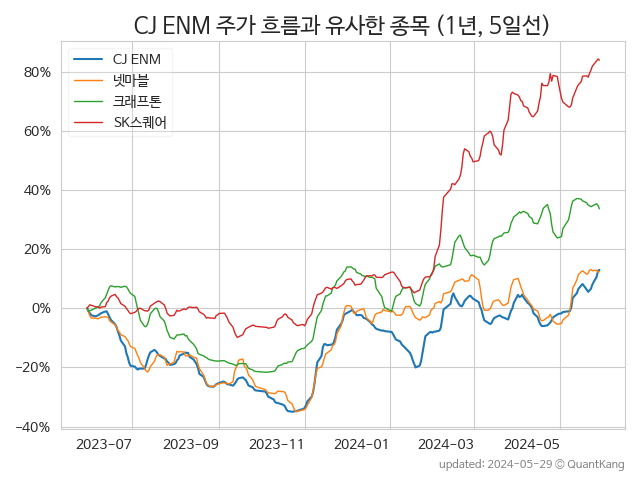 CJ ENM 주가 흐름과 유사한 종목 (1년, 5일선)
CJ ENM
넷마블
크래프톤
SK스퀘어
80%
60%
40%
20%
0%
−20%
−40%
2023-07
2023-09
2023-11
2024-01
2024-03
2024-05
updated: 2024-05-29 © QuantKang